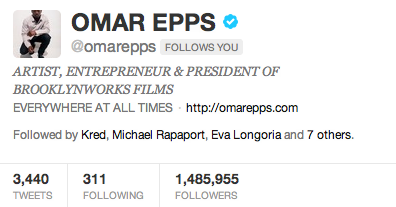 OMAR EPPS
@omarepps FOLLOWS YOU
ARTIST, ENTREPRENEUR & PRESIDENT OF
BROOKLYNWORKS FILMS
EVERYWHERE AT ALL TIMES · http://omarepps.com
Followed by Kred, Michael Rapaport, Eva Longoria and 7 others.
3,440 311 1,485,955
TWEETS FOLLOWING FOLLOWERS